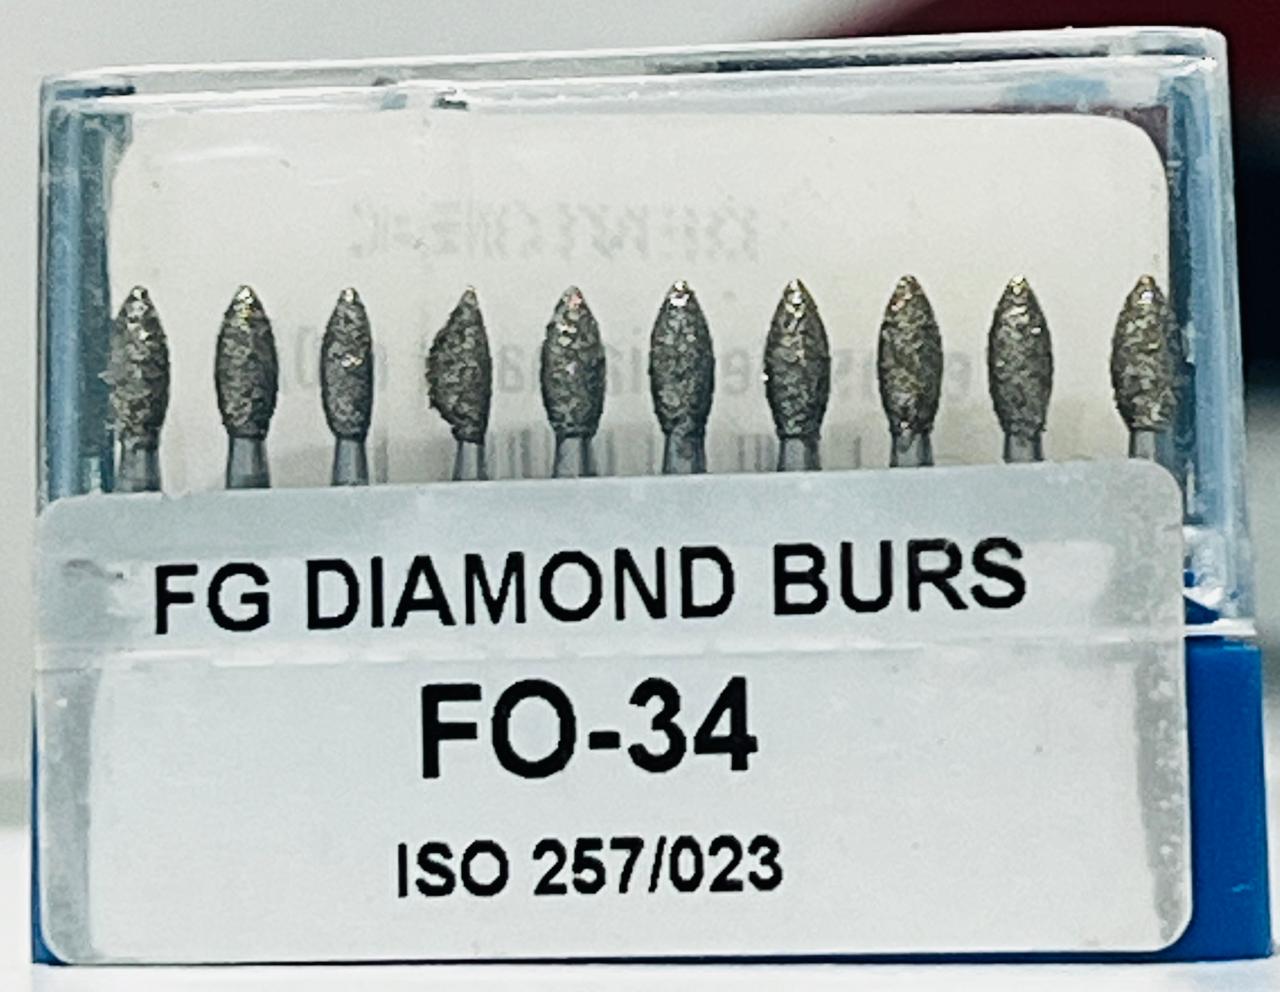 FG DIAMOND BURS
FO-34
ISO 257/023